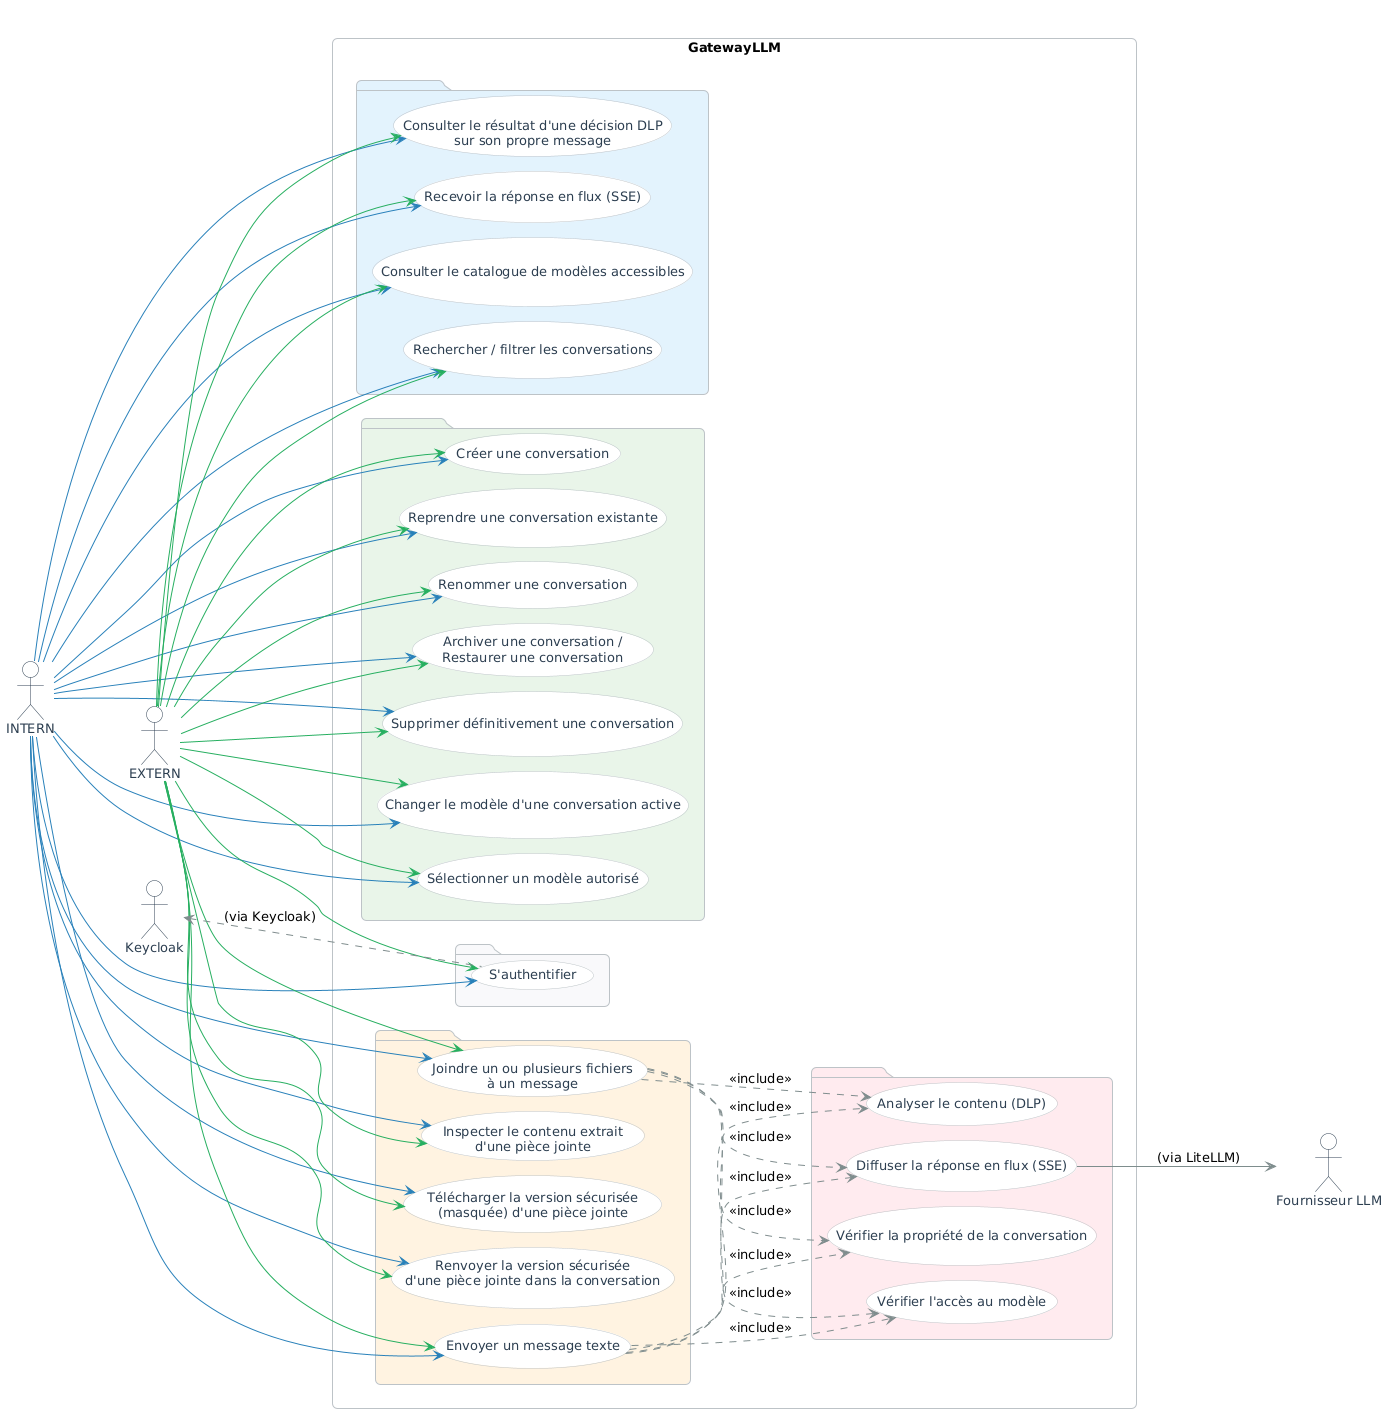 GatewayLLM
Consulter le résultat d'une décision DLP
sur son propre message
Recevoir la réponse en flux (SSE)
Consulter le catalogue de modèles accessibles
Rechercher / filtrer les conversations
Créer une conversation
Reprendre une conversation existante
Renommer une conversation
Archiver une conversation /
Restaurer une conversation
Supprimer définitivement une conversation
Changer le modèle d'une conversation active
Sélectionner un modèle autorisé
INTERN
EXTERN
Keycloak
(via Keycloak)
S'authentifier
Joindre un ou plusieurs fichiers
à un message
Inspecter le contenu extrait
d'une pièce jointe
Télécharger la version sécurisée
(masquée) d'une pièce jointe
Renvoyer la version sécurisée
d'une pièce jointe dans la conversation
Envoyer un message texte
«include»
«include»
«include»
«include»
«include»
«include»
«include»
«include»
Analyser le contenu (DLP)
Diffuser la réponse en flux (SSE)
Vérifier la propriété de la conversation
Vérifier l'accès au modèle
(via LiteLLM)
Fournisseur LLM